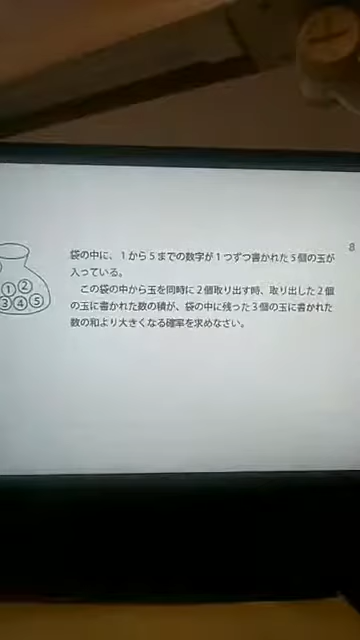 8
袋の中に、1から5までの数字が1つずつ書かれた5個の玉が
入っている。
この袋の中から玉を同時に2個取り出す時、取り出した2個
の玉に書かれた数の積が、袋の中に残った3個の玉に書かれた
数の和より大きくなる確率を求めなさい。
① ②
③ ④ ⑤